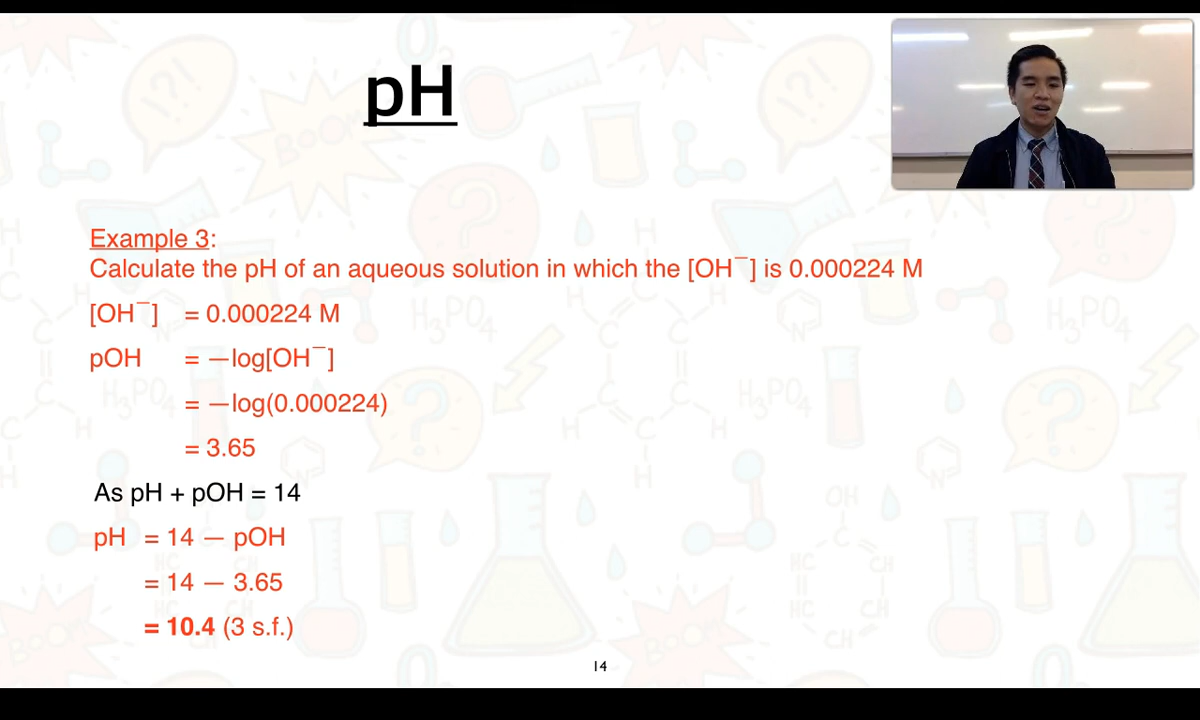 pH
Example 3:
Calculate the pH of an aqueous solution in which the [OH¯] is 0.000224 M
[OH¯] = 0.000224 M
pOH = —log[OH¯]
= —log(0.000224)
= 3.65
As pH + pOH = 14
pH = 14 — pOH
= 14 — 3.65
= 10.4 (3 s.f.)
14